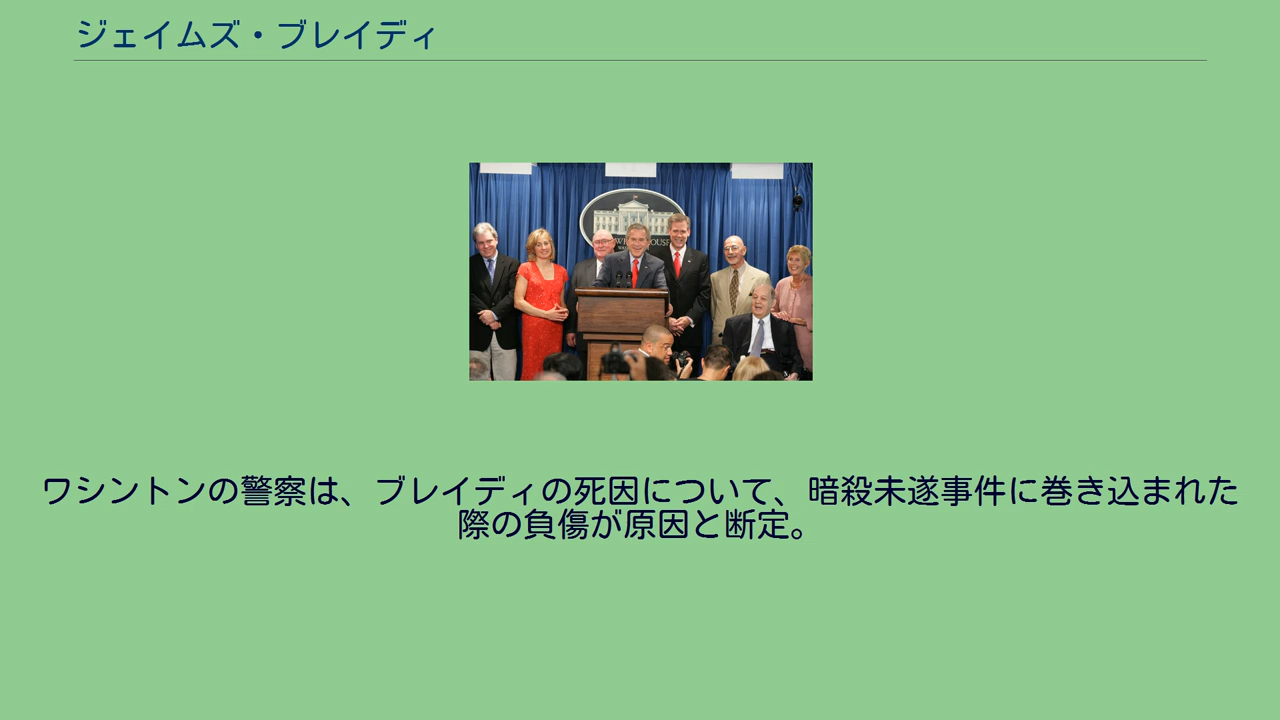 ジェイムズ・ブレイディ
ワシントンの警察は、ブレイディの死因について、暗殺未遂事件に巻き込まれた
際の負傷が原因と断定。